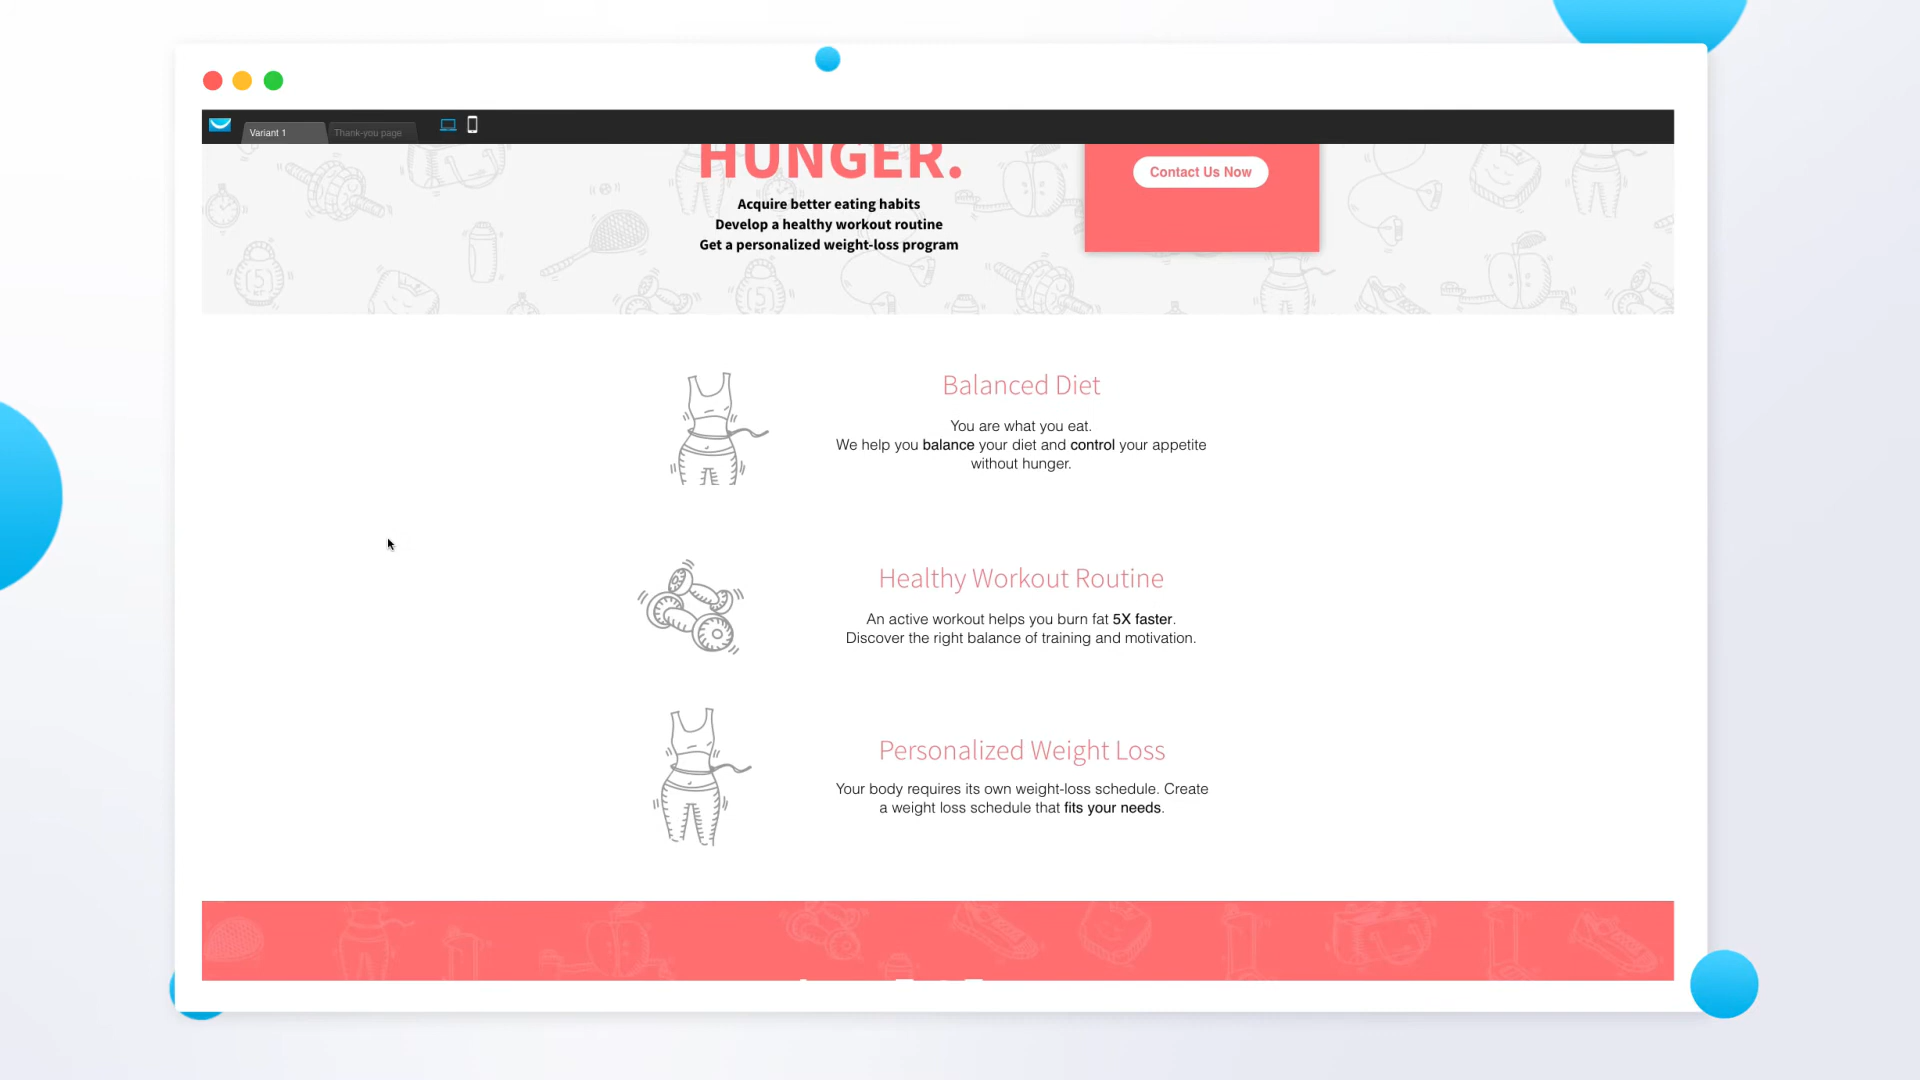 Variant 1
Thank-you page
HUNGER.
Contact Us Now
Acquire better eating habits
Develop a healthy workout routine
Get a personalized weight-loss program
Balanced Diet
You are what you eat.
We help you balance your diet and control your appetite
without hunger.
Healthy Workout Routine
An active workout helps you burn fat 5X faster.
Discover the right balance of training and motivation.
Personalized Weight Loss
Your body requires its own weight-loss schedule. Create
a weight loss schedule that fits your needs.